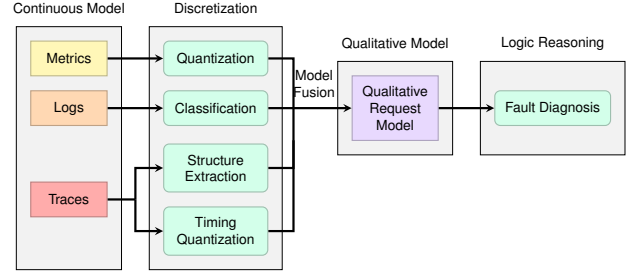 Continuous Model
Discretization
Metrics
Logs
Traces
Quantization
Classification
Structure
Extraction
Timing
Quantization
Model
Fusion
Qualitative Model
Qualitative
Request
Model
Logic Reasoning
Fault Diagnosis